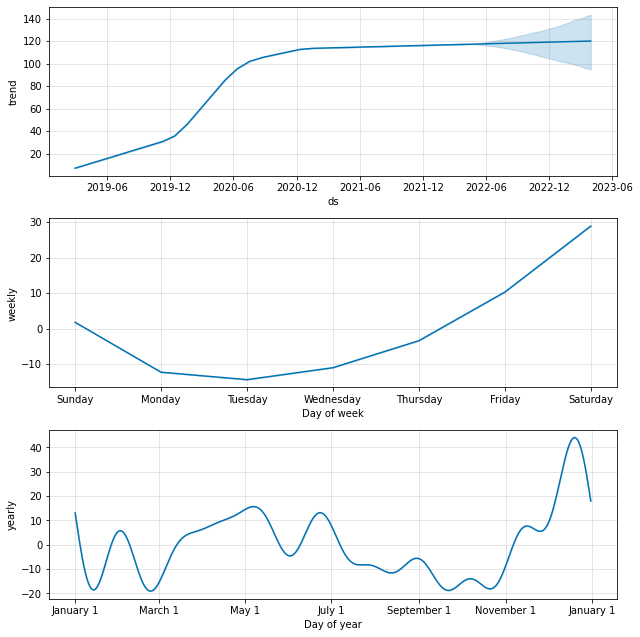 140
120
100
80
60
40
20
trend
2019-06 2019-12 2020-06 2020-12 2021-06 2021-12 2022-06 2022-12 2023-06
ds
30
20
10
0
−10
weekly
Sunday Monday Tuesday Wednesday Thursday Friday Saturday
Day of week
40
30
20
10
0
−10
−20
yearly
January 1 March 1 May 1 July 1 September 1 November 1 January 1
Day of year